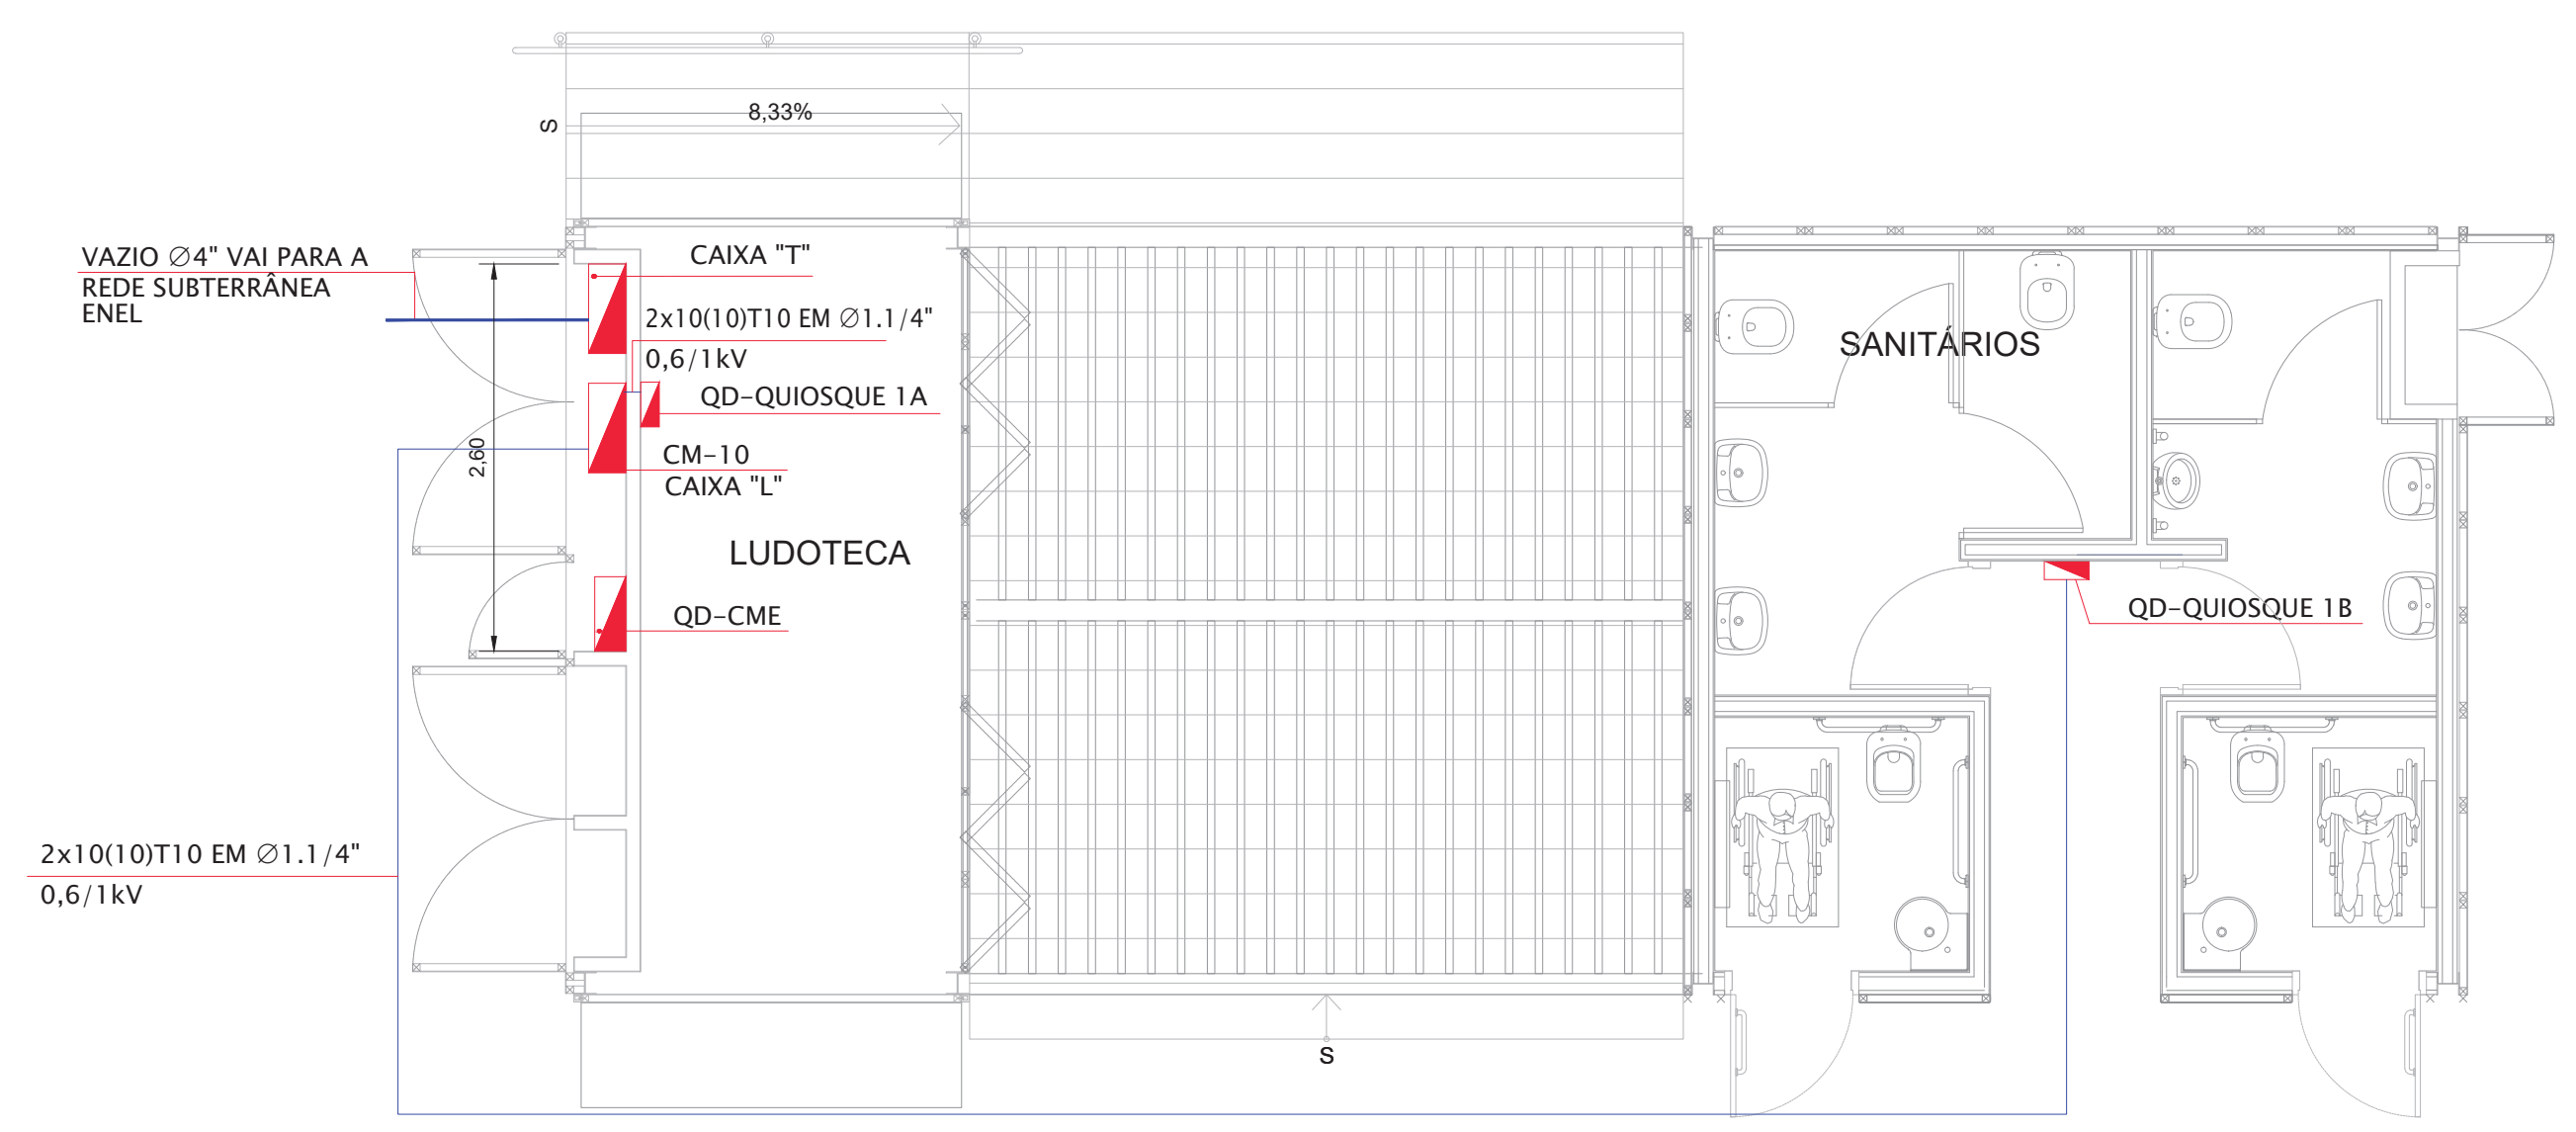 8,33%
S
VAZIO ∅4" VAI PARA A
REDE SUBTERRÂNEA
ENEL
CAIXA "T"
2x10(10)T10 EM ∅1.1/4"
0,6/1kV
QD-QUIOSQUE 1A
CM-10
CAIXA "L"
2,60
LUDOTECA
QD-CME
SANITÁRIOS
QD-QUIOSQUE 1B
2x10(10)T10 EM ∅1.1/4"
0,6/1kV
S